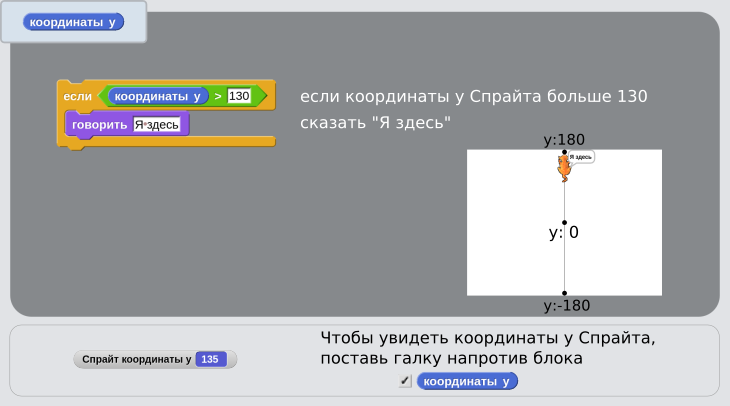 координаты y
если координаты y > 130
говорить Я здесь
если координаты y Спрайта больше 130
сказать "Я здесь"
y:180
Я здесь
y: 0
y:-180
Спрайт координаты y 135
Чтобы увидеть координаты y Спрайта,
поставь галку напротив блока
координаты y